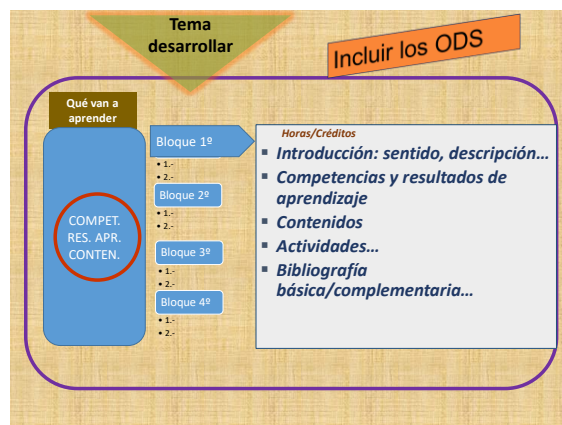 Tema
desarrollar
Incluir los ODS
Qué van a
aprender
COMPET.
RES. APR.
CONTEN.
Bloque 1º
• 1.-
• 2.-
Bloque 2º
• 1.-
• 2.-
Bloque 3º
• 1.-
• 2.-
Bloque 4º
• 1.-
• 2.-
Horas/Créditos
▪ Introducción: sentido, descripción…
▪ Competencias y resultados de
aprendizaje
▪ Contenidos
▪ Actividades…
▪ Bibliografía
básica/complementaria…